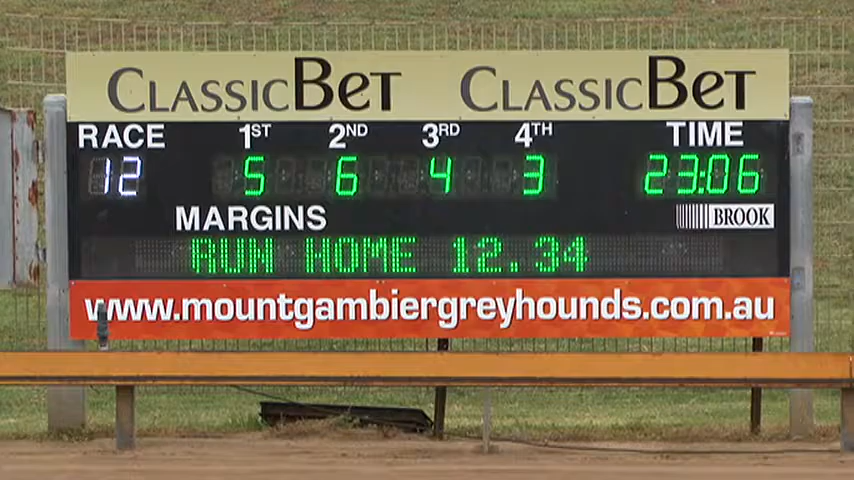 CLASSICBET CLASSICBET
RACE 1ST 2ND 3RD 4TH TIME
12 5 6 4 3 23:06
MARGINS BROOK
RUN HOME 12.34
www.mountgambiergreyhounds.com.au